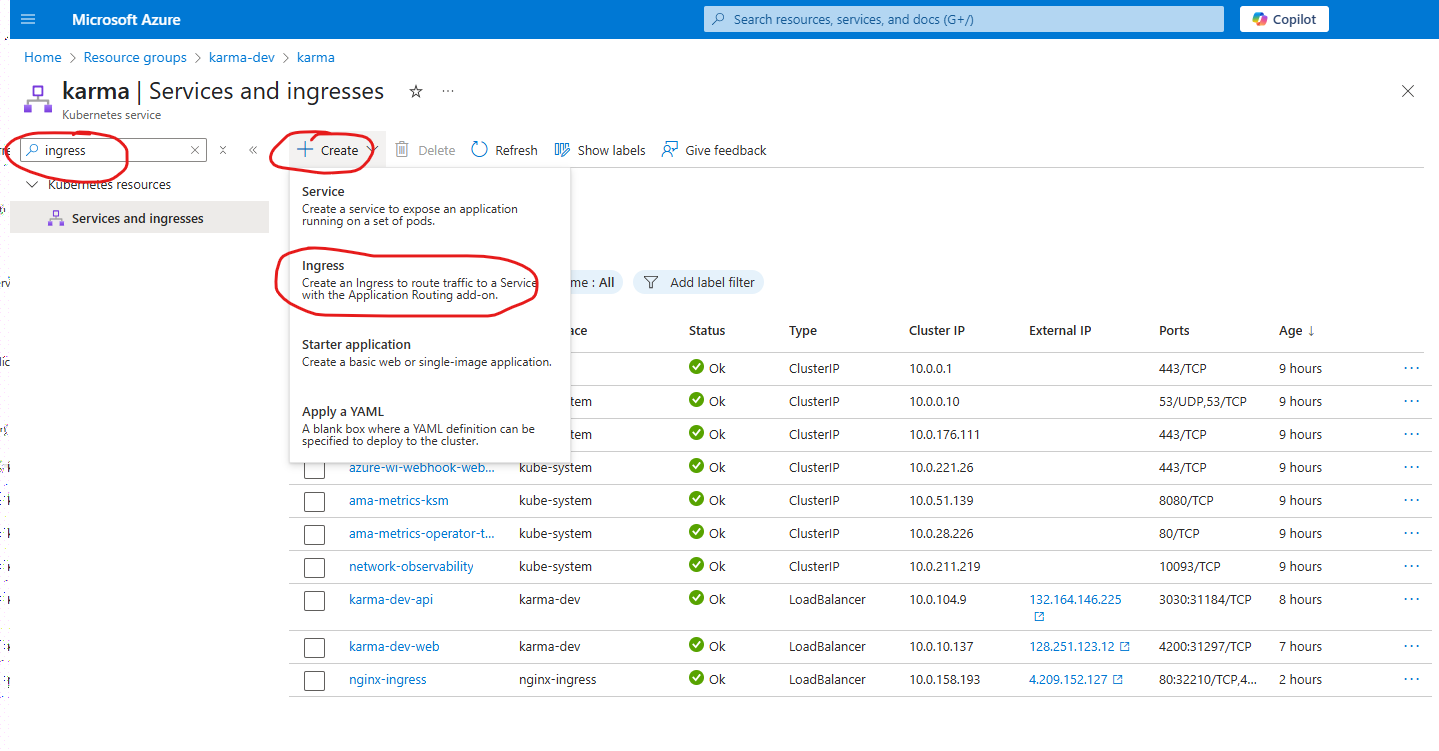 Microsoft Azure
Search resources, services, and docs (G+/)
Copilot
Home > Resource groups > karma-dev > karma
karma | Services and ingresses
Kubernetes service
ingress
Create
Delete
Refresh
Show labels
Give feedback
Kubernetes resources
Services and ingresses
Service
Create a service to expose an application
running on a set of pods.
Ingress
Create an Ingress to route traffic to a Service
with the Application Routing add-on.
Starter application
Create a basic web or single-image application.
Apply a YAML
A blank box where a YAML definition can be
specified to deploy to the cluster.
me : All
Add label filter
ace Status Type Cluster IP External IP Ports Age ↓
Ok ClusterIP 10.0.0.1 443/TCP 9 hours
tem Ok ClusterIP 10.0.0.10 53/UDP,53/TCP 9 hours
tem Ok ClusterIP 10.0.176.111 443/TCP 9 hours
azure-wi-webhook-web... kube-system Ok ClusterIP 10.0.221.26 443/TCP 9 hours
ama-metrics-ksm kube-system Ok ClusterIP 10.0.51.139 8080/TCP 9 hours
ama-metrics-operator-t... kube-system Ok ClusterIP 10.0.28.226 80/TCP 9 hours
network-observability kube-system Ok ClusterIP 10.0.211.219 10093/TCP 9 hours
karma-dev-api karma-dev Ok LoadBalancer 10.0.104.9 132.164.146.225 3030:31184/TCP 8 hours
karma-dev-web karma-dev Ok LoadBalancer 10.0.10.137 128.251.123.12 4200:31297/TCP 7 hours
nginx-ingress nginx-ingress Ok LoadBalancer 10.0.158.193 4.209.152.127 80:32210/TCP,4... 2 hours